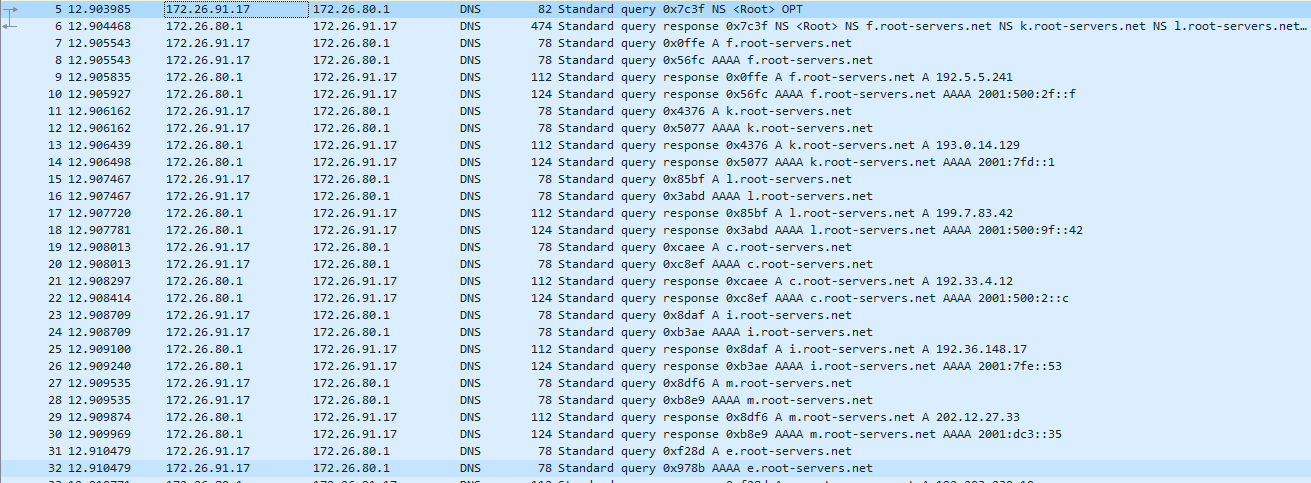 5 12.903985 172.26.91.17 172.26.80.1 DNS 82 Standard query 0x7c3f NS <Root> OPT
6 12.904468 172.26.80.1 172.26.91.17 DNS 474 Standard query response 0x7c3f NS <Root> NS f.root-servers.net NS k.root-servers.net NS l.root-servers.net…
7 12.905543 172.26.91.17 172.26.80.1 DNS 78 Standard query 0x0ffe A f.root-servers.net
8 12.905543 172.26.91.17 172.26.80.1 DNS 78 Standard query 0x56fc AAAA f.root-servers.net
9 12.905835 172.26.80.1 172.26.91.17 DNS 112 Standard query response 0x0ffe A f.root-servers.net A 192.5.5.241
10 12.905927 172.26.80.1 172.26.91.17 DNS 124 Standard query response 0x56fc AAAA f.root-servers.net AAAA 2001:500:2f::f
11 12.906162 172.26.91.17 172.26.80.1 DNS 78 Standard query 0x4376 A k.root-servers.net
12 12.906162 172.26.91.17 172.26.80.1 DNS 78 Standard query 0x5077 AAAA k.root-servers.net
13 12.906439 172.26.80.1 172.26.91.17 DNS 112 Standard query response 0x4376 A k.root-servers.net A 193.0.14.129
14 12.906498 172.26.80.1 172.26.91.17 DNS 124 Standard query response 0x5077 AAAA k.root-servers.net AAAA 2001:7fd::1
15 12.907467 172.26.91.17 172.26.80.1 DNS 78 Standard query 0x85bf A l.root-servers.net
16 12.907467 172.26.91.17 172.26.80.1 DNS 78 Standard query 0x3abd AAAA l.root-servers.net
17 12.907720 172.26.80.1 172.26.91.17 DNS 112 Standard query response 0x85bf A l.root-servers.net A 199.7.83.42
18 12.907781 172.26.80.1 172.26.91.17 DNS 124 Standard query response 0x3abd AAAA l.root-servers.net AAAA 2001:500:9f::42
19 12.908013 172.26.91.17 172.26.80.1 DNS 78 Standard query 0xcaee A c.root-servers.net
20 12.908013 172.26.91.17 172.26.80.1 DNS 78 Standard query 0xc8ef AAAA c.root-servers.net
21 12.908297 172.26.80.1 172.26.91.17 DNS 112 Standard query response 0xcaee A c.root-servers.net A 192.33.4.12
22 12.908414 172.26.80.1 172.26.91.17 DNS 124 Standard query response 0xc8ef AAAA c.root-servers.net AAAA 2001:500:2::c
23 12.908709 172.26.91.17 172.26.80.1 DNS 78 Standard query 0x8daf A i.root-servers.net
24 12.908709 172.26.91.17 172.26.80.1 DNS 78 Standard query 0xb3ae AAAA i.root-servers.net
25 12.909100 172.26.80.1 172.26.91.17 DNS 112 Standard query response 0x8daf A i.root-servers.net A 192.36.148.17
26 12.909240 172.26.80.1 172.26.91.17 DNS 124 Standard query response 0xb3ae AAAA i.root-servers.net AAAA 2001:7fe::53
27 12.909535 172.26.91.17 172.26.80.1 DNS 78 Standard query 0x8df6 A m.root-servers.net
28 12.909535 172.26.91.17 172.26.80.1 DNS 78 Standard query 0xb8e9 AAAA m.root-servers.net
29 12.909874 172.26.80.1 172.26.91.17 DNS 112 Standard query response 0x8df6 A m.root-servers.net A 202.12.27.33
30 12.909969 172.26.80.1 172.26.91.17 DNS 124 Standard query response 0xb8e9 AAAA m.root-servers.net AAAA 2001:dc3::35
31 12.910479 172.26.91.17 172.26.80.1 DNS 78 Standard query 0xf28d A e.root-servers.net
32 12.910479 172.26.91.17 172.26.80.1 DNS 78 Standard query 0x978b AAAA e.root-servers.net